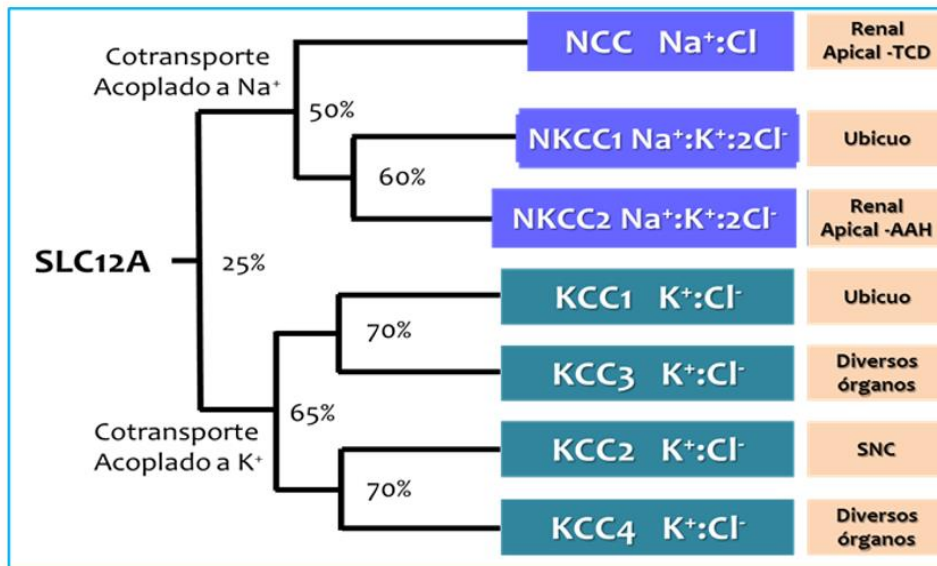 Cotransporte
Acoplado a Na⁺
50%
NCC Na⁺:Cl
Renal
Apical -TCD
60%
NKCC1 Na⁺:K⁺:2Cl⁻
Ubicuo
NKCC2 Na⁺:K⁺:2Cl⁻
Renal
Apical -AAH
SLC12A
25%
70%
KCC1 K⁺:Cl⁻
Ubicuo
KCC3 K⁺:Cl⁻
Diversos
órganos
65%
Cotransporte
Acoplado a K⁺
70%
KCC2 K⁺:Cl⁻
SNC
KCC4 K⁺:Cl⁻
Diversos
órganos